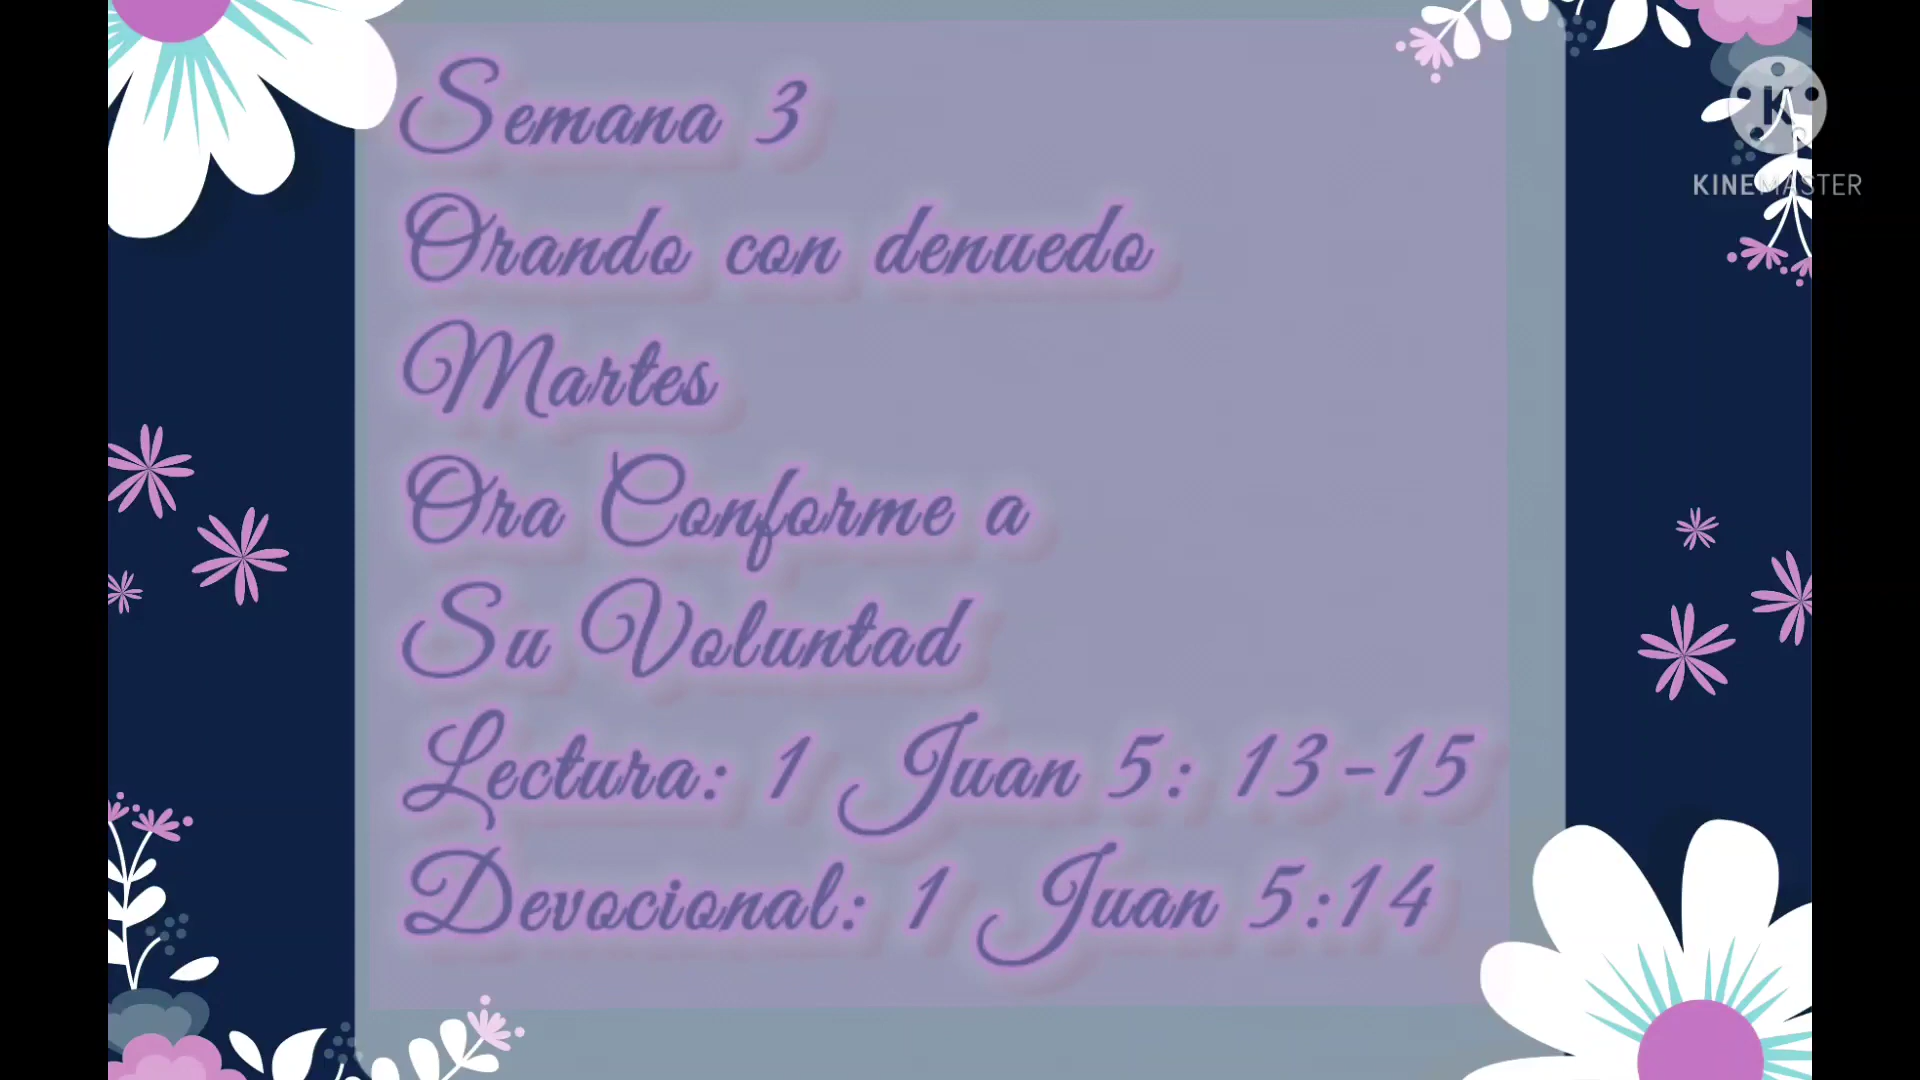 Semana 3
Orando con denuedo
Martes
Ora Conforme a
Su Voluntad
Lectura: 1 Juan 5: 13-15
Devocional: 1 Juan 5:14
K
KINEMASTER